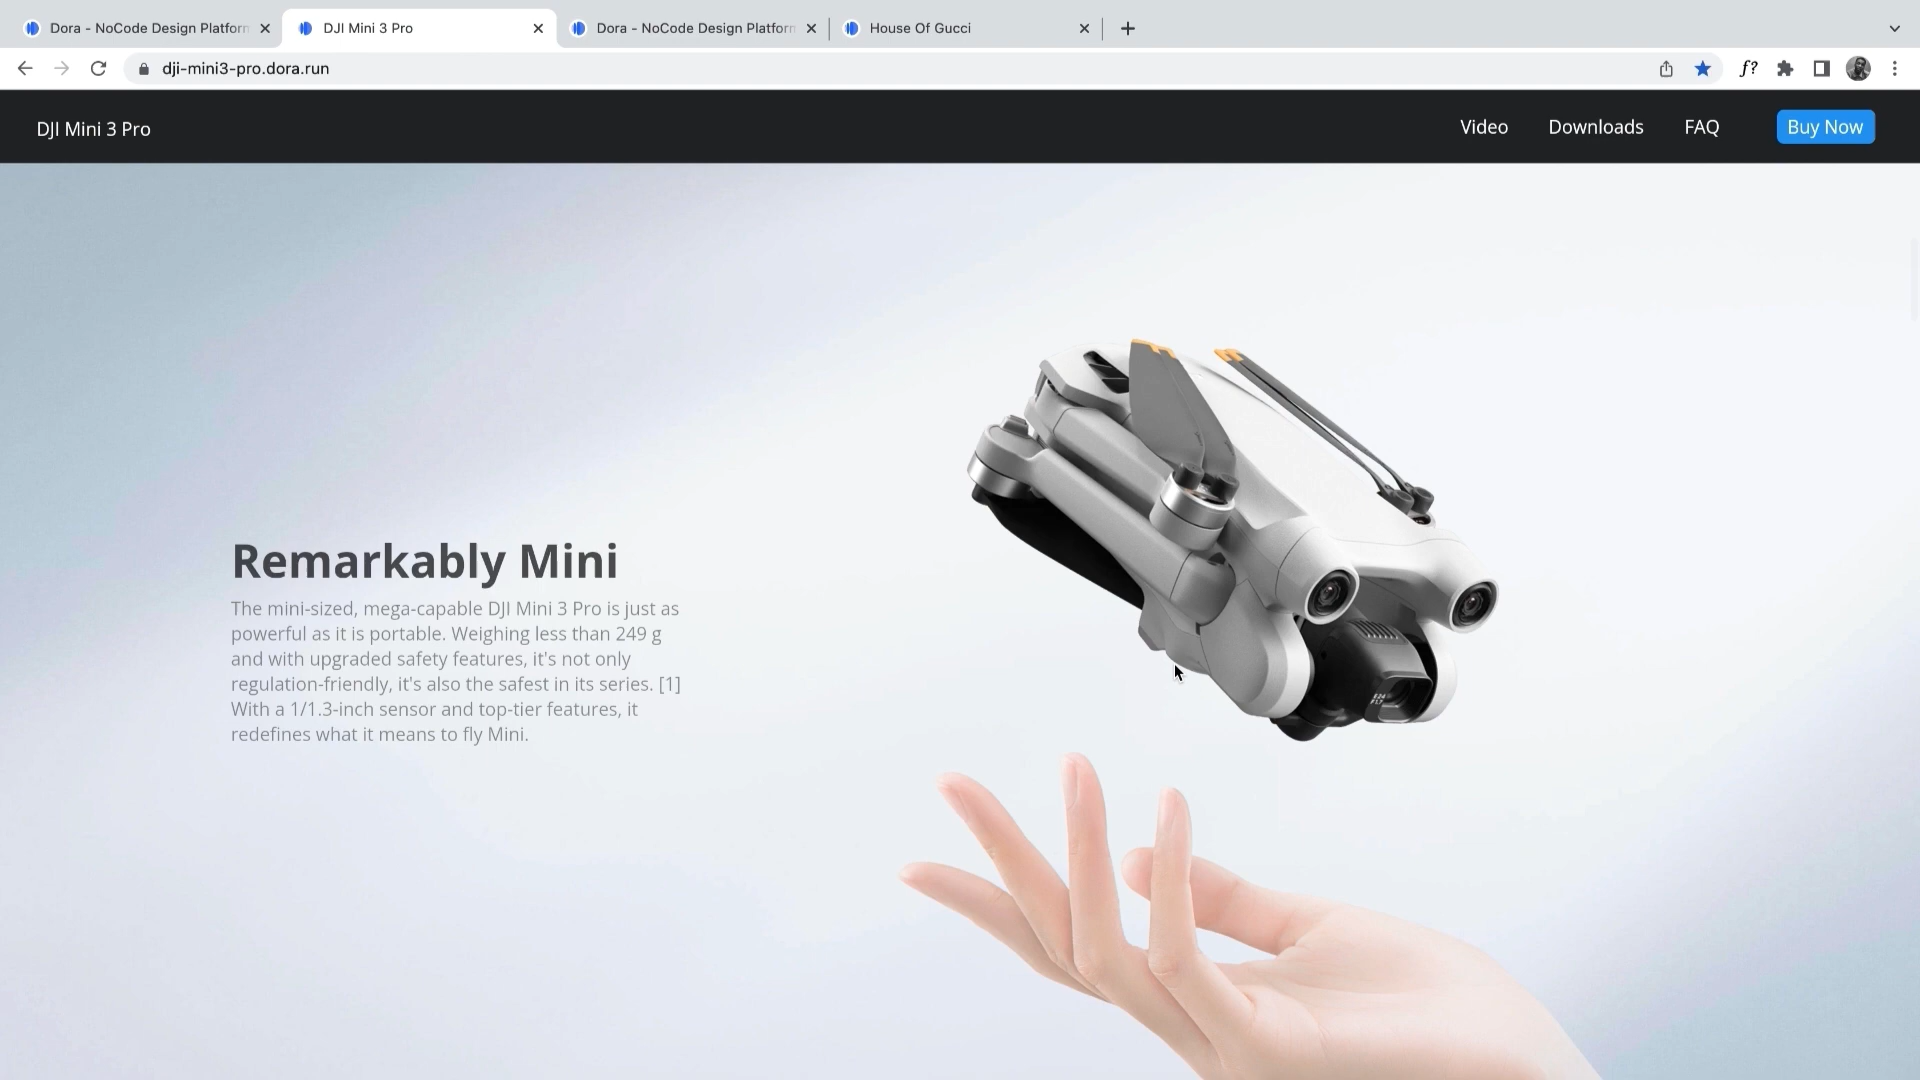 Dora - NoCode Design Platform
DJI Mini 3 Pro
Dora - NoCode Design Platform
House Of Gucci
dji-mini3-pro.dora.run
f?
DJI Mini 3 Pro
Video
Downloads
FAQ
Buy Now
Remarkably Mini
The mini-sized, mega-capable DJI Mini 3 Pro is just as
powerful as it is portable. Weighing less than 249 g
and with upgraded safety features, it's not only
regulation-friendly, it's also the safest in its series. [1]
With a 1/1.3-inch sensor and top-tier features, it
redefines what it means to fly Mini.